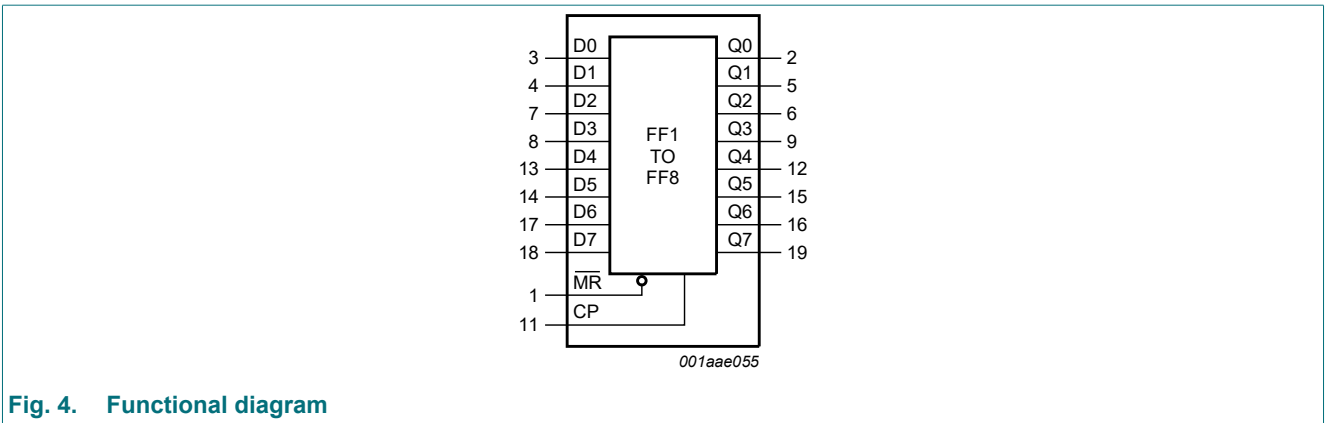 D0 Q0
3 2
D1 Q1
4 5
D2 Q2
7 6
D3 Q3
8 FF1 9
D4 TO Q4
13 12
D5 FF8 Q5
14 15
D6 Q6
17 16
D7 Q7
18 19
M̅R̅
1
CP
11
001aae055
Fig. 4. Functional diagram